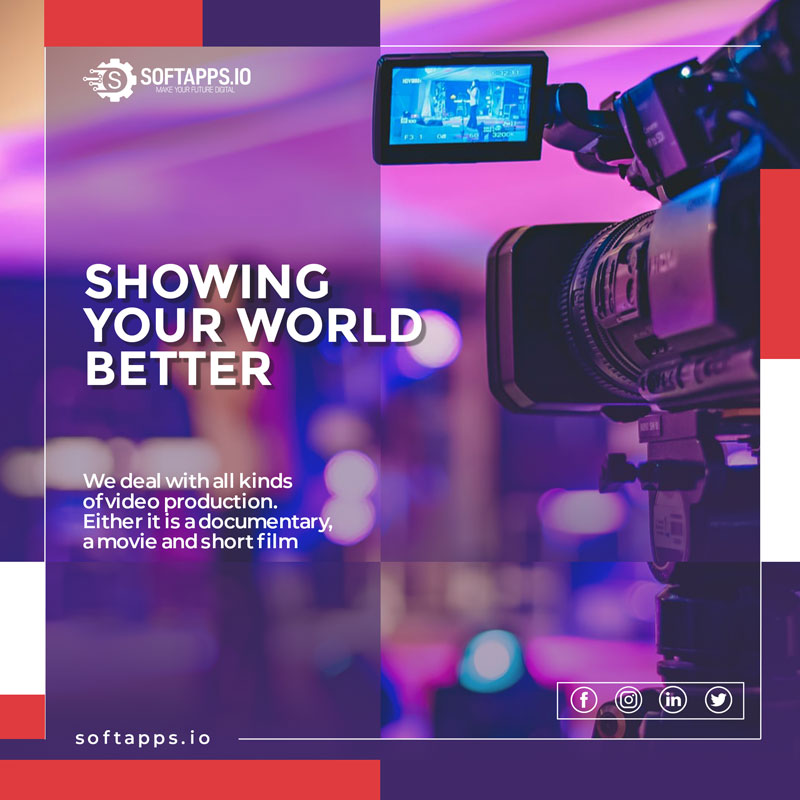 SOFTAPPS.IO
MAKE YOUR FUTURE DIGITAL
SHOWING
YOUR WORLD
BETTER
We deal with all kinds
of video production.
Either it is a documentary,
a movie and short film
softapps.io